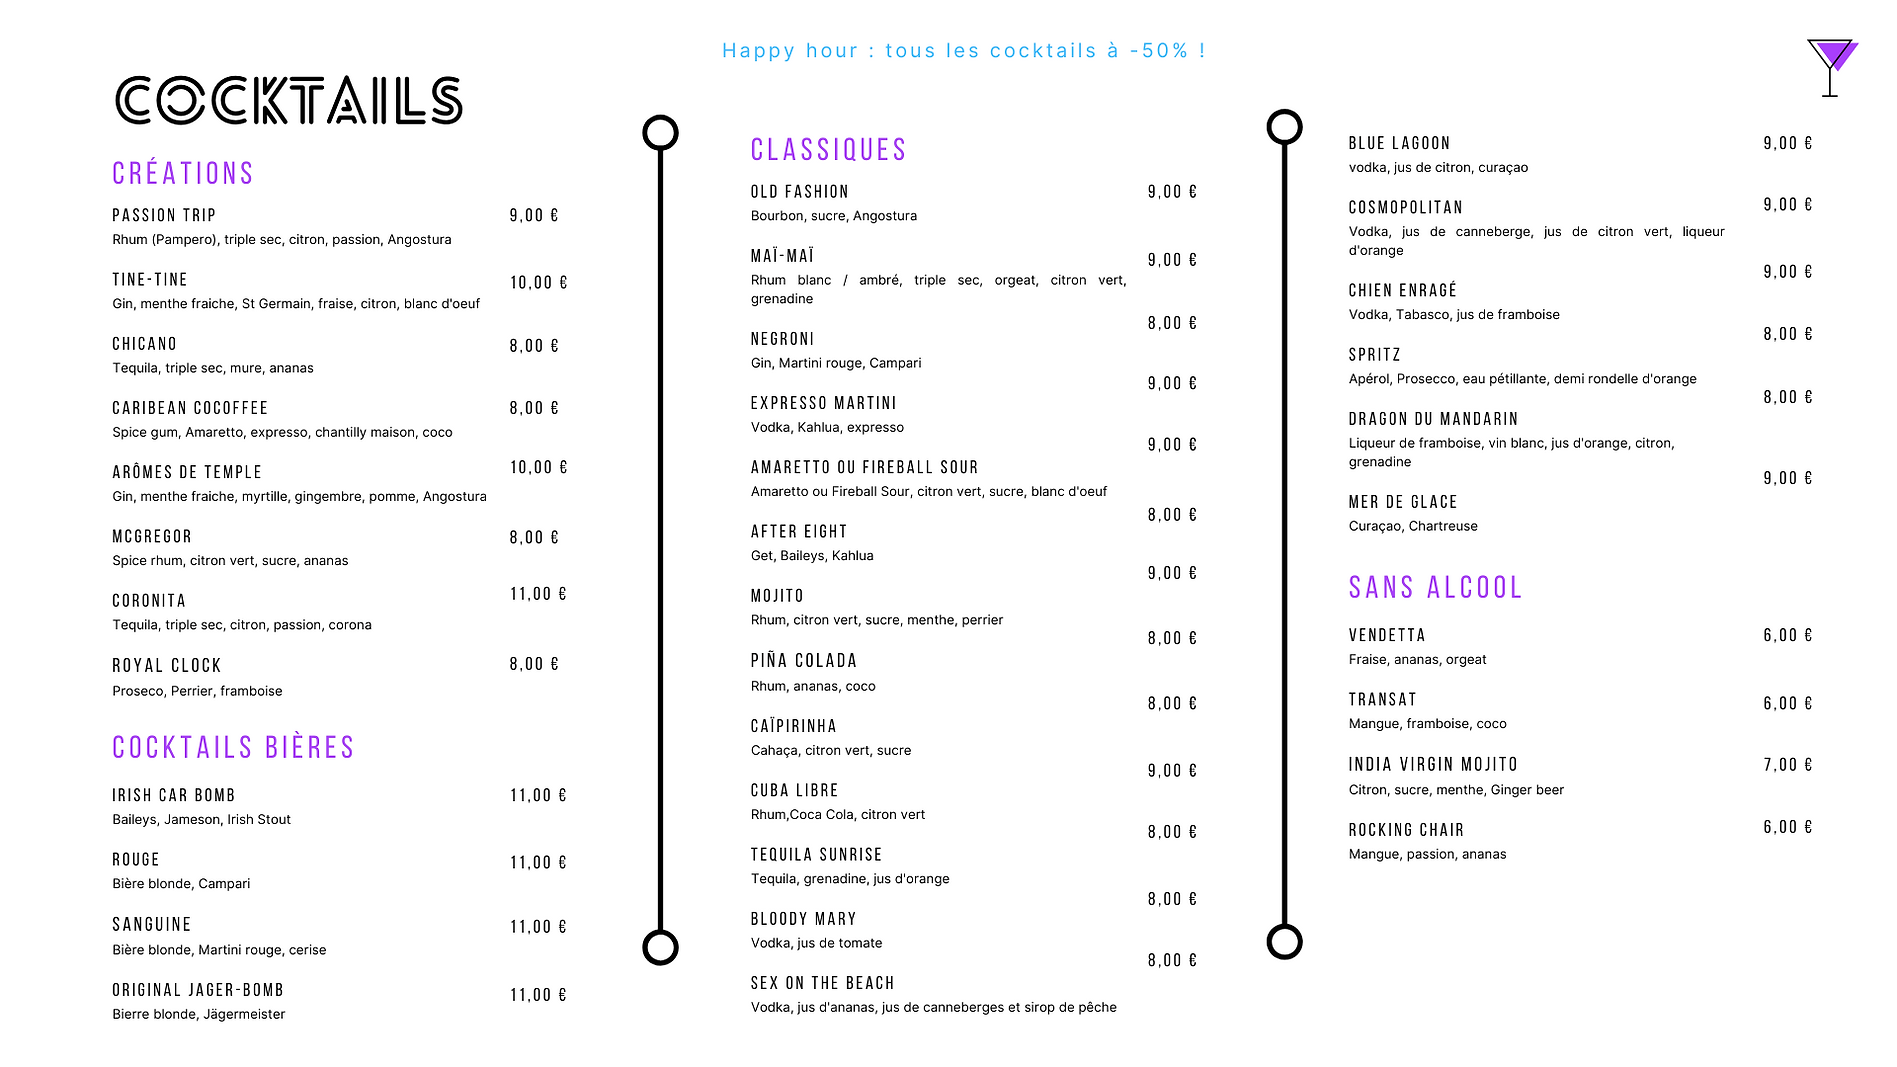 Happy hour : tous les cocktails à -50% !
COCKTAILS
CRÉATIONS
PASSION TRIP 9,00 €
Rhum (Pampero), triple sec, citron, passion, Angostura
TINE-TINE 10,00 €
Gin, menthe fraiche, St Germain, fraise, citron, blanc d'oeuf
CHICANO 8,00 €
Tequila, triple sec, mure, ananas
CARIBEAN COCOFFEE 8,00 €
Spice gum, Amaretto, expresso, chantilly maison, coco
ARÔMES DE TEMPLE 10,00 €
Gin, menthe fraiche, myrtille, gingembre, pomme, Angostura
MCGREGOR 8,00 €
Spice rhum, citron vert, sucre, ananas
CORONITA 11,00 €
Tequila, triple sec, citron, passion, corona
ROYAL CLOCK 8,00 €
Proseco, Perrier, framboise
COCKTAILS BIÈRES
IRISH CAR BOMB 11,00 €
Baileys, Jameson, Irish Stout
ROUGE 11,00 €
Bière blonde, Campari
SANGUINE 11,00 €
Bière blonde, Martini rouge, cerise
ORIGINAL JAGER-BOMB 11,00 €
Bierre blonde, Jägermeister
CLASSIQUES
OLD FASHION 9,00 €
Bourbon, sucre, Angostura
MAÏ-MAÏ 9,00 €
Rhum blanc / ambré, triple sec, orgeat, citron vert,
grenadine
NEGRONI 8,00 €
Gin, Martini rouge, Campari
EXPRESSO MARTINI 9,00 €
Vodka, Kahlua, expresso
AMARETTO OU FIREBALL SOUR 9,00 €
Amaretto ou Fireball Sour, citron vert, sucre, blanc d'oeuf
AFTER EIGHT 8,00 €
Get, Baileys, Kahlua
MOJITO 9,00 €
Rhum, citron vert, sucre, menthe, perrier
PIÑA COLADA 8,00 €
Rhum, ananas, coco
CAÏPIRINHA 8,00 €
Cahaça, citron vert, sucre
CUBA LIBRE 9,00 €
Rhum,Coca Cola, citron vert
TEQUILA SUNRISE 8,00 €
Tequila, grenadine, jus d'orange
BLOODY MARY 8,00 €
Vodka, jus de tomate
SEX ON THE BEACH 8,00 €
Vodka, jus d'ananas, jus de canneberges et sirop de pêche
BLUE LAGOON 9,00 €
vodka, jus de citron, curaçao
COSMOPOLITAN 9,00 €
Vodka, jus de canneberge, jus de citron vert, liqueur
d'orange
CHIEN ENRAGÉ 9,00 €
Vodka, Tabasco, jus de framboise
SPRITZ 8,00 €
Apérol, Prosecco, eau pétillante, demi rondelle d'orange
DRAGON DU MANDARIN 8,00 €
Liqueur de framboise, vin blanc, jus d'orange, citron,
grenadine
MER DE GLACE 9,00 €
Curaçao, Chartreuse
SANS ALCOOL
VENDETTA 6,00 €
Fraise, ananas, orgeat
TRANSAT 6,00 €
Mangue, framboise, coco
INDIA VIRGIN MOJITO 7,00 €
Citron, sucre, menthe, Ginger beer
ROCKING CHAIR 6,00 €
Mangue, passion, ananas